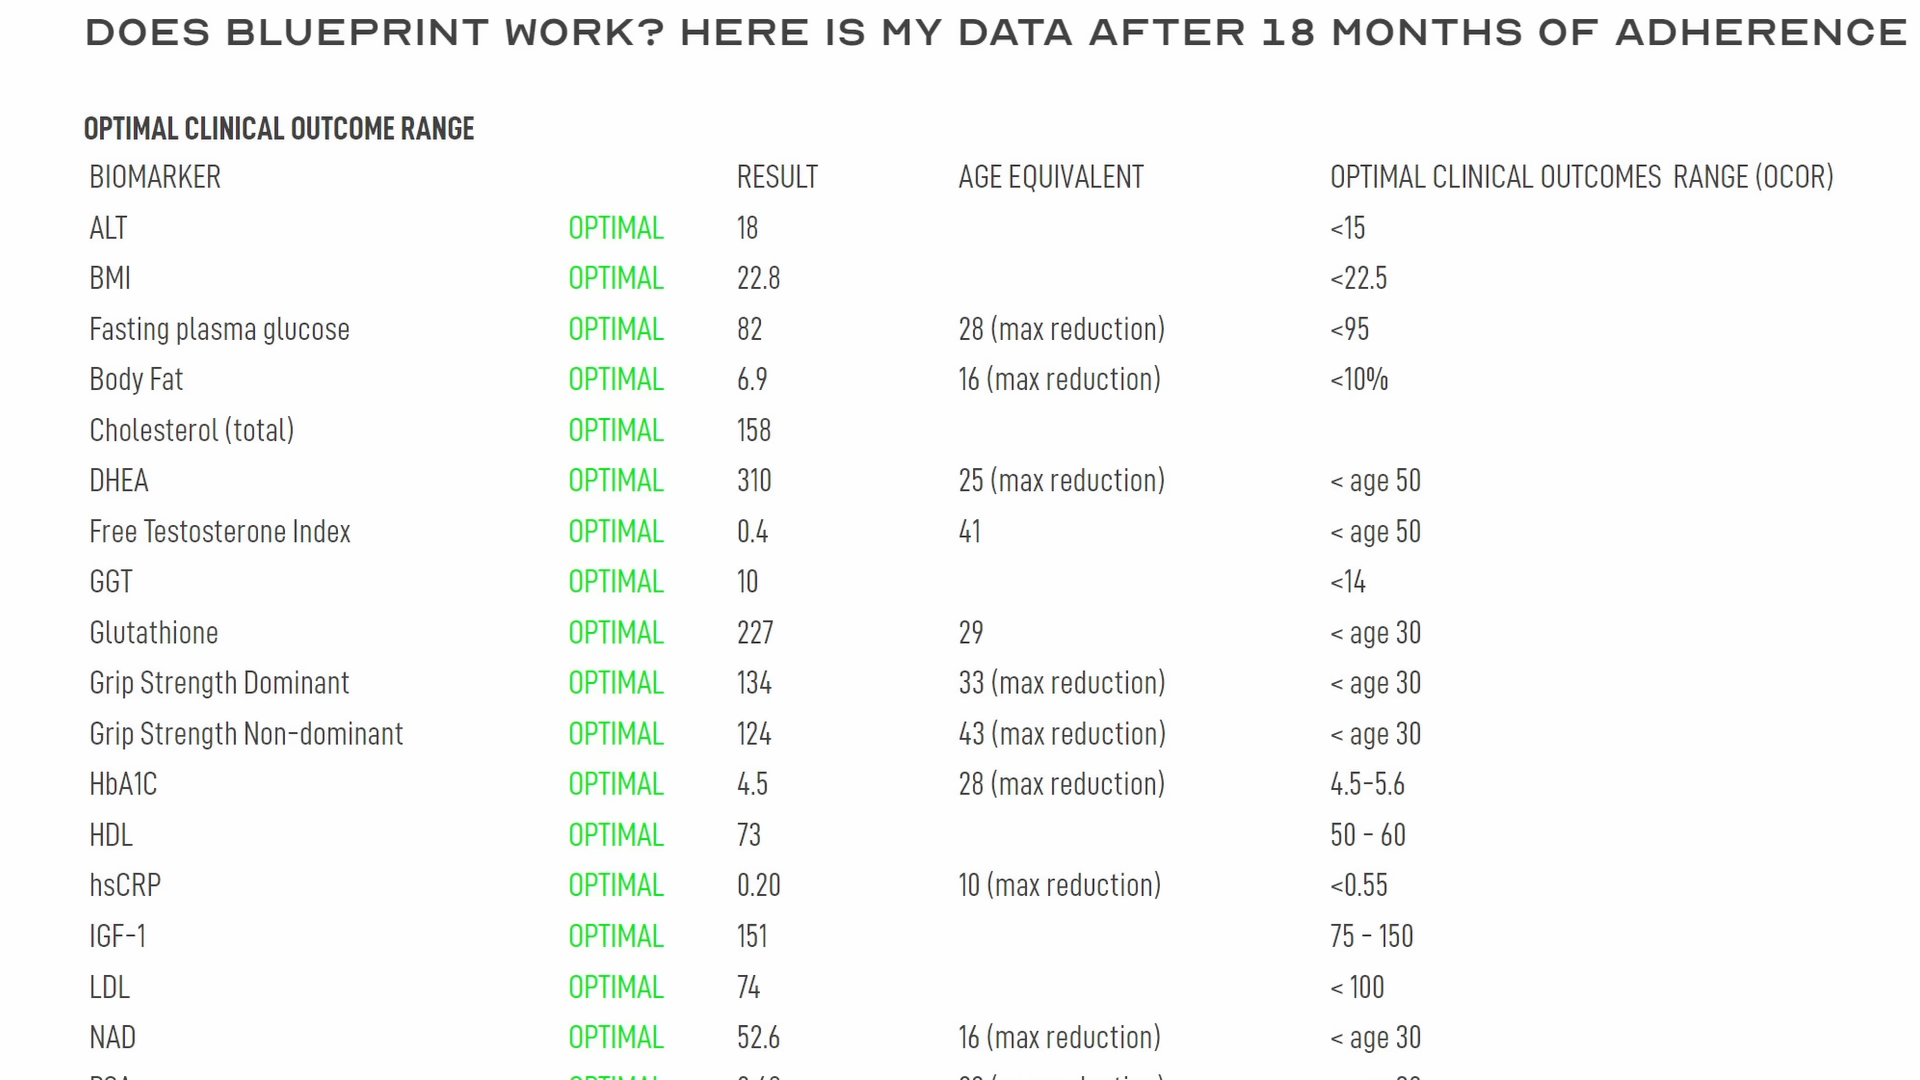 DOES BLUEPRINT WORK? HERE IS MY DATA AFTER 18 MONTHS OF ADHERENCE
OPTIMAL CLINICAL OUTCOME RANGE
BIOMARKER RESULT AGE EQUIVALENT OPTIMAL CLINICAL OUTCOMES RANGE (OCOR)
ALT OPTIMAL 18 <15
BMI OPTIMAL 22.8 <22.5
Fasting plasma glucose OPTIMAL 82 28 (max reduction) <95
Body Fat OPTIMAL 6.9 16 (max reduction) <10%
Cholesterol (total) OPTIMAL 158
DHEA OPTIMAL 310 25 (max reduction) < age 50
Free Testosterone Index OPTIMAL 0.4 41 < age 50
GGT OPTIMAL 10 <14
Glutathione OPTIMAL 227 29 < age 30
Grip Strength Dominant OPTIMAL 134 33 (max reduction) < age 30
Grip Strength Non-dominant OPTIMAL 124 43 (max reduction) < age 30
HbA1C OPTIMAL 4.5 28 (max reduction) 4.5-5.6
HDL OPTIMAL 73 50 - 60
hsCRP OPTIMAL 0.20 10 (max reduction) <0.55
IGF-1 OPTIMAL 151 75 - 150
LDL OPTIMAL 74 < 100
NAD OPTIMAL 52.6 16 (max reduction) < age 30
OPTIMAL